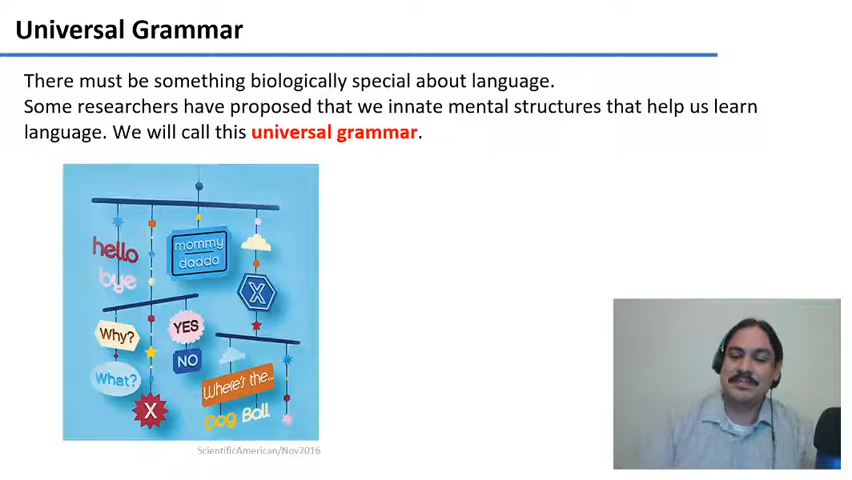 Universal Grammar
There must be something biologically special about language.
Some researchers have proposed that we innate mental structures that help us learn
language. We will call this universal grammar.
hello
bye
mommy
dadda
X
Why?
What?
X
YES
NO
Where's the...
Dog Ball
ScientificAmerican/Nov2016